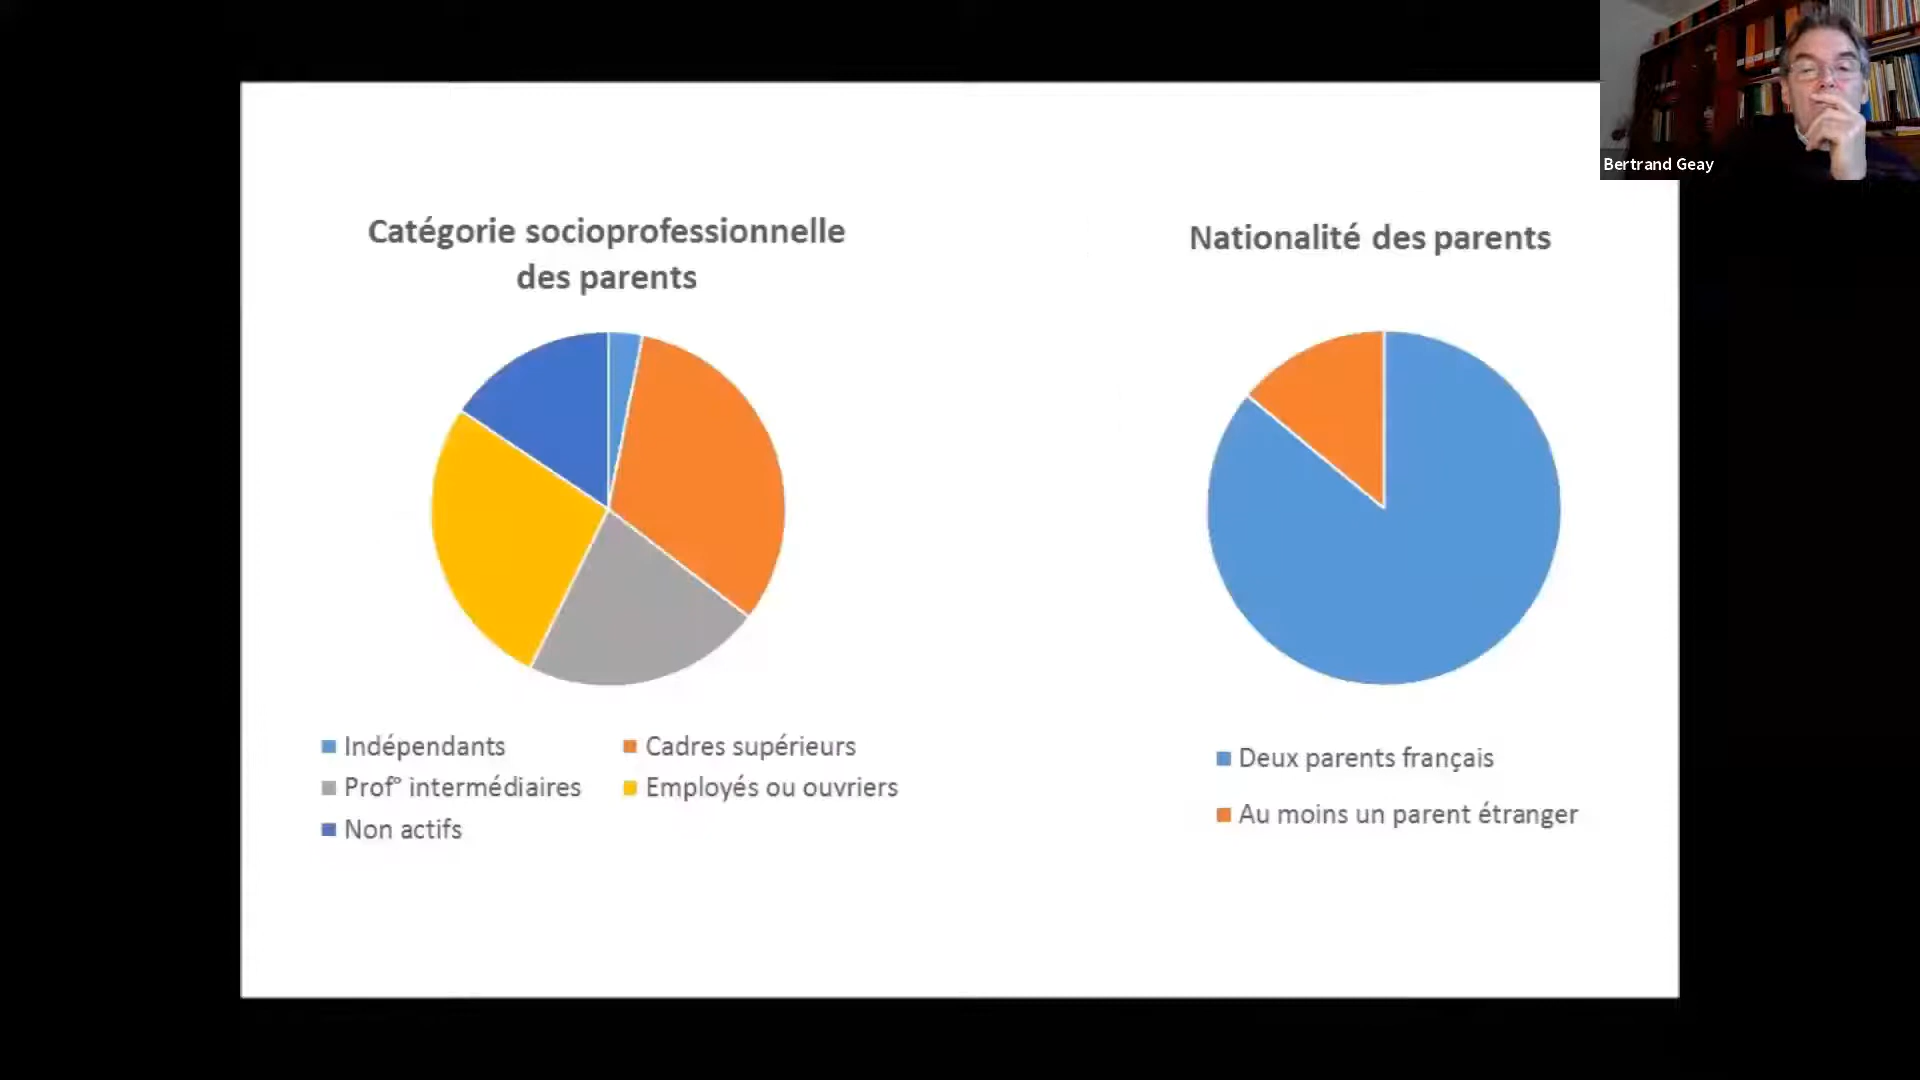 Bertrand Geay
Catégorie socioprofessionnelle
des parents
Indépendants
Cadres supérieurs
Prof° intermédiaires
Employés ou ouvriers
Non actifs
Nationalité des parents
Deux parents français
Au moins un parent étranger